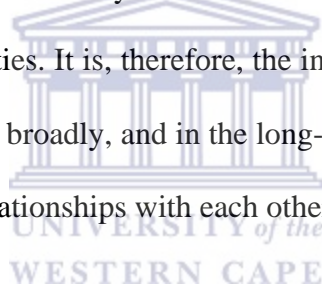 ties. It is, therefore, the in
broadly, and in the long-
elationships with each othe
UNIVERSITY of the
WESTERN CAPE